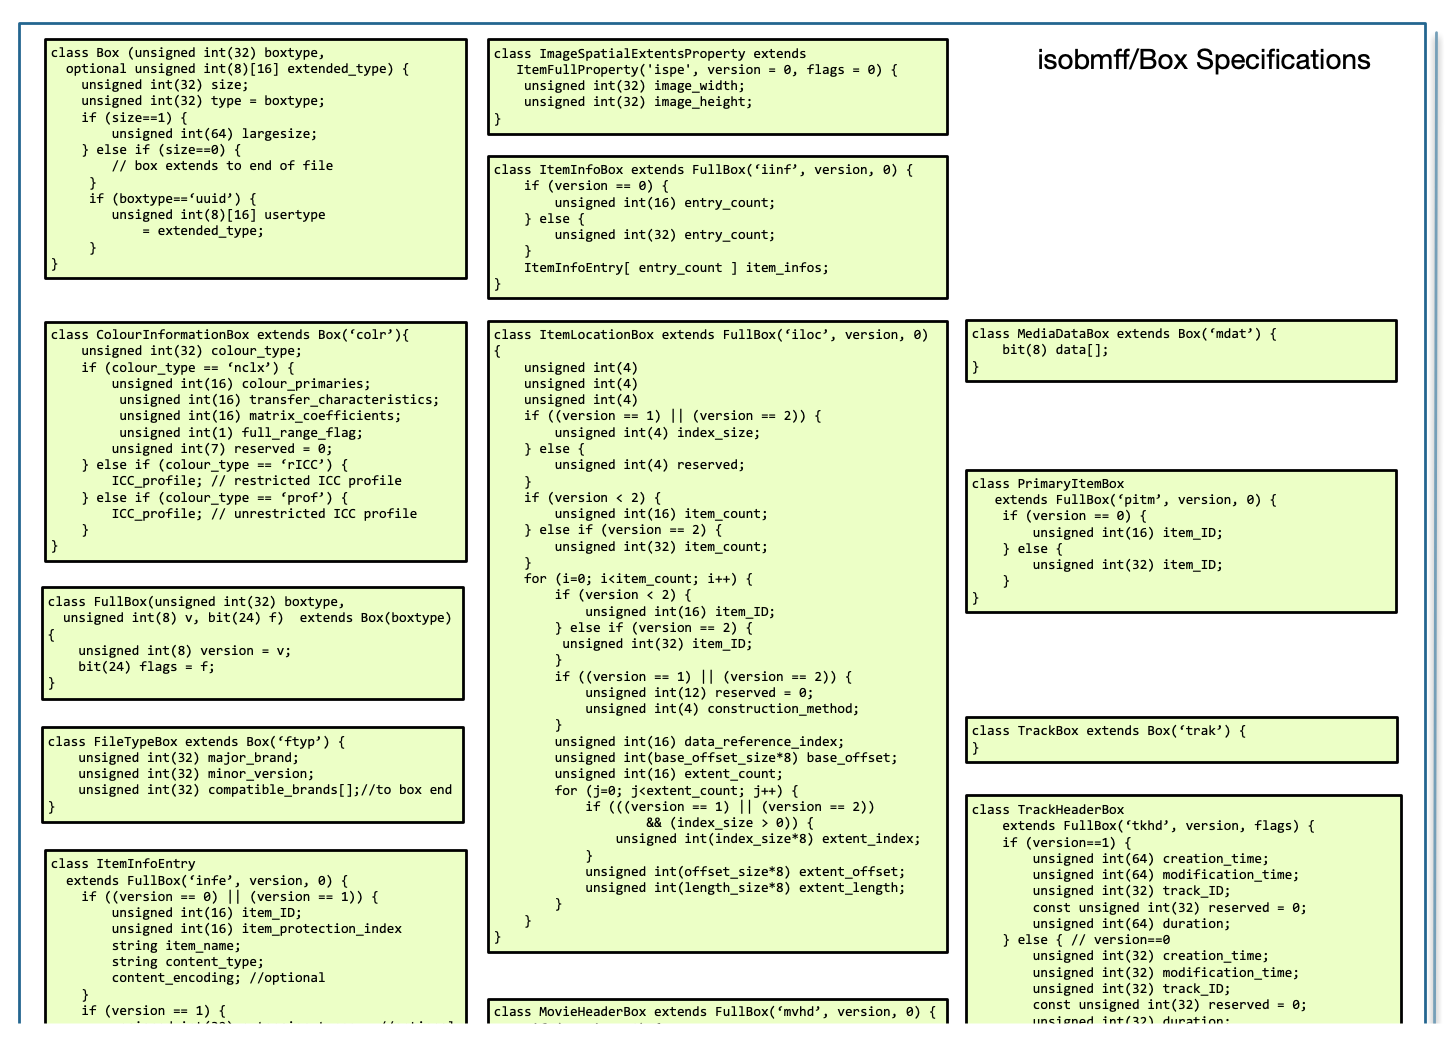 isobmff/Box Specifications
class Box (unsigned int(32) boxtype,
  optional unsigned int(8)[16] extended_type) {
    unsigned int(32) size;
    unsigned int(32) type = boxtype;
    if (size==1) {
        unsigned int(64) largesize;
    } else if (size==0) {
        // box extends to end of file
     }
     if (boxtype==‘uuid’) {
        unsigned int(8)[16] usertype
            = extended_type;
     }
}
class ColourInformationBox extends Box(‘colr’){
    unsigned int(32) colour_type;
    if (colour_type == ‘nclx’) {
        unsigned int(16) colour_primaries;
         unsigned int(16) transfer_characteristics;
         unsigned int(16) matrix_coefficients;
         unsigned int(1) full_range_flag;
        unsigned int(7) reserved = 0;
    } else if (colour_type == ‘rICC’) {
        ICC_profile; // restricted ICC profile
    } else if (colour_type == ‘prof’) {
        ICC_profile; // unrestricted ICC profile
    }
}
class FullBox(unsigned int(32) boxtype,
  unsigned int(8) v, bit(24) f)  extends Box(boxtype)
{
    unsigned int(8) version = v;
    bit(24) flags = f;
}
class FileTypeBox extends Box(‘ftyp’) {
    unsigned int(32) major_brand;
    unsigned int(32) minor_version;
    unsigned int(32) compatible_brands[];//to box end
}
class ItemInfoEntry
  extends FullBox(‘infe’, version, 0) {
    if ((version == 0) || (version == 1)) {
        unsigned int(16) item_ID;
        unsigned int(16) item_protection_index
        string item_name;
        string content_type;
        content_encoding; //optional
    }
    if (version == 1) {
class ImageSpatialExtentsProperty extends
   ItemFullProperty('ispe', version = 0, flags = 0) {
    unsigned int(32) image_width;
    unsigned int(32) image_height;
}
class ItemInfoBox extends FullBox(‘iinf’, version, 0) {
    if (version == 0) {
        unsigned int(16) entry_count;
    } else {
        unsigned int(32) entry_count;
    }
    ItemInfoEntry[ entry_count ] item_infos;
}
class ItemLocationBox extends FullBox(‘iloc’, version, 0)
{
    unsigned int(4)
    unsigned int(4)
    unsigned int(4)
    if ((version == 1) || (version == 2)) {
        unsigned int(4) index_size;
    } else {
        unsigned int(4) reserved;
    }
    if (version < 2) {
        unsigned int(16) item_count;
    } else if (version == 2) {
        unsigned int(32) item_count;
    }
    for (i=0; i<item_count; i++) {
        if (version < 2) {
            unsigned int(16) item_ID;
        } else if (version == 2) {
         unsigned int(32) item_ID;
        }
        if ((version == 1) || (version == 2)) {
            unsigned int(12) reserved = 0;
            unsigned int(4) construction_method;
        }
        unsigned int(16) data_reference_index;
        unsigned int(base_offset_size*8) base_offset;
        unsigned int(16) extent_count;
        for (j=0; j<extent_count; j++) {
            if (((version == 1) || (version == 2))
                    && (index_size > 0)) {
                unsigned int(index_size*8) extent_index;
            }
            unsigned int(offset_size*8) extent_offset;
            unsigned int(length_size*8) extent_length;
        }
    }
}
class MovieHeaderBox extends FullBox(‘mvhd’, version, 0) {
class MediaDataBox extends Box(‘mdat’) {
    bit(8) data[];
}
class PrimaryItemBox
   extends FullBox(‘pitm’, version, 0) {
    if (version == 0) {
        unsigned int(16) item_ID;
    } else {
        unsigned int(32) item_ID;
    }
}
class TrackBox extends Box(‘trak’) {
}
class TrackHeaderBox
    extends FullBox(‘tkhd’, version, flags) {
    if (version==1) {
        unsigned int(64) creation_time;
        unsigned int(64) modification_time;
        unsigned int(32) track_ID;
        const unsigned int(32) reserved = 0;
        unsigned int(64) duration;
    } else { // version==0
        unsigned int(32) creation_time;
        unsigned int(32) modification_time;
        unsigned int(32) track_ID;
        const unsigned int(32) reserved = 0;
        unsigned int(32) duration;